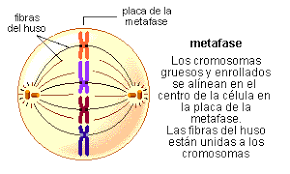 placa de la
metafase
fibras
del huso
metafase
Los cromosomas
gruesos y enrollados
se alínean en el
centro de la célula en
la placa de la
metafase.
Las fibras del huso
están unidas a los
cromosomas